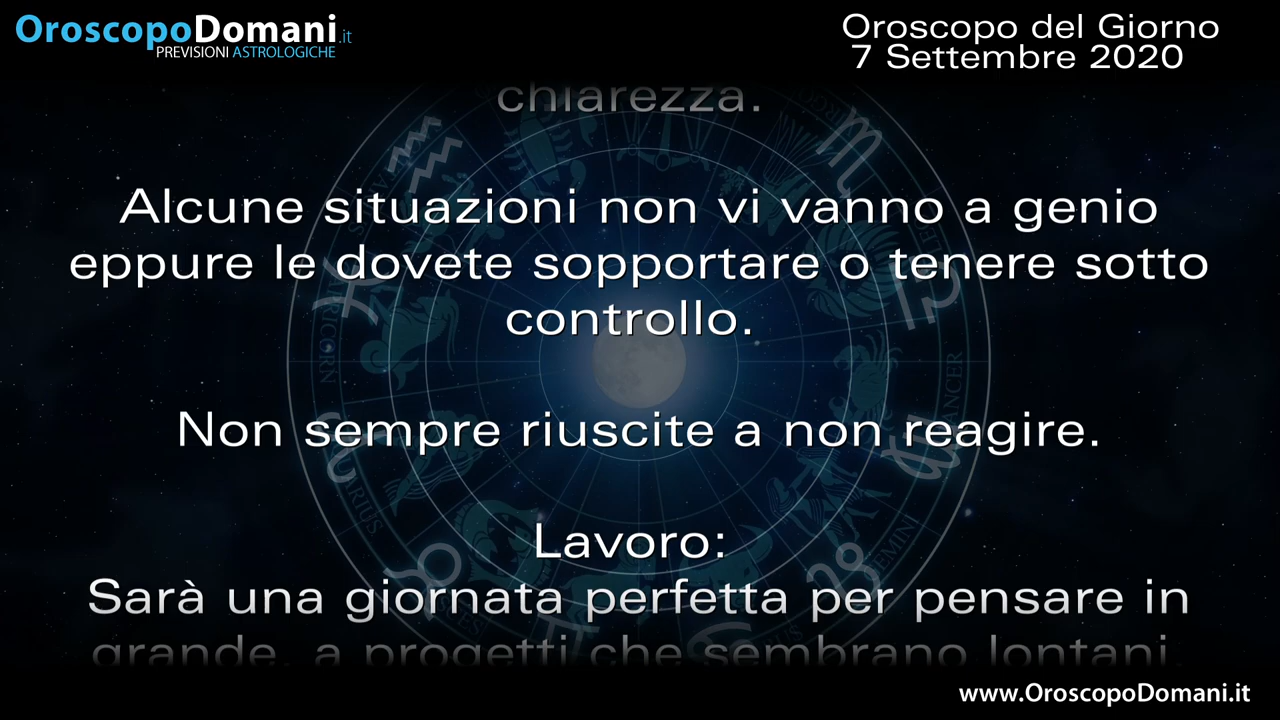 OroscopoDomani.it
PREVISIONI ASTROLOGICHE
Oroscopo del Giorno
7 Settembre 2020
chiarezza.
Alcune situazioni non vi vanno a genio
eppure le dovete sopportare o tenere sotto
controllo.
Non sempre riuscite a non reagire.
Lavoro:
Sarà una giornata perfetta per pensare in
grande, a progetti che sembrano lontani,
CANCER
www.OroscopoDomani.it